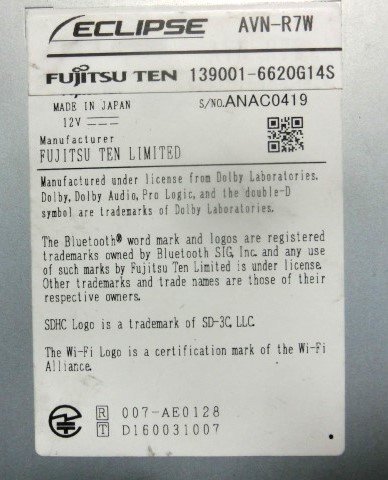 ECLIPSE AVN-R7W
FUJITSU TEN 139001-6620G14S
MADE IN JAPAN S/NO.ANAC0419
12V
Manufacturer
FUJITSU TEN LIMITED
Manufactured under license from Dolby Laboratories.
Dolby, Dolby Audio, Pro Logic, and the double-D
symbol are trademarks of Dolby Laboratories.
The Bluetooth® word mark and logos are registered
trademarks owned by Bluetooth SIG, Inc. and any use
of such marks by Fujitsu Ten Limited is under license.
Other trademarks and trade names are those of their
respective owners.
SDHC Logo is a trademark of SD-3C, LLC.
The Wi-Fi Logo is a certification mark of the Wi-Fi
Alliance.
R 007-AE0128
T D160031007